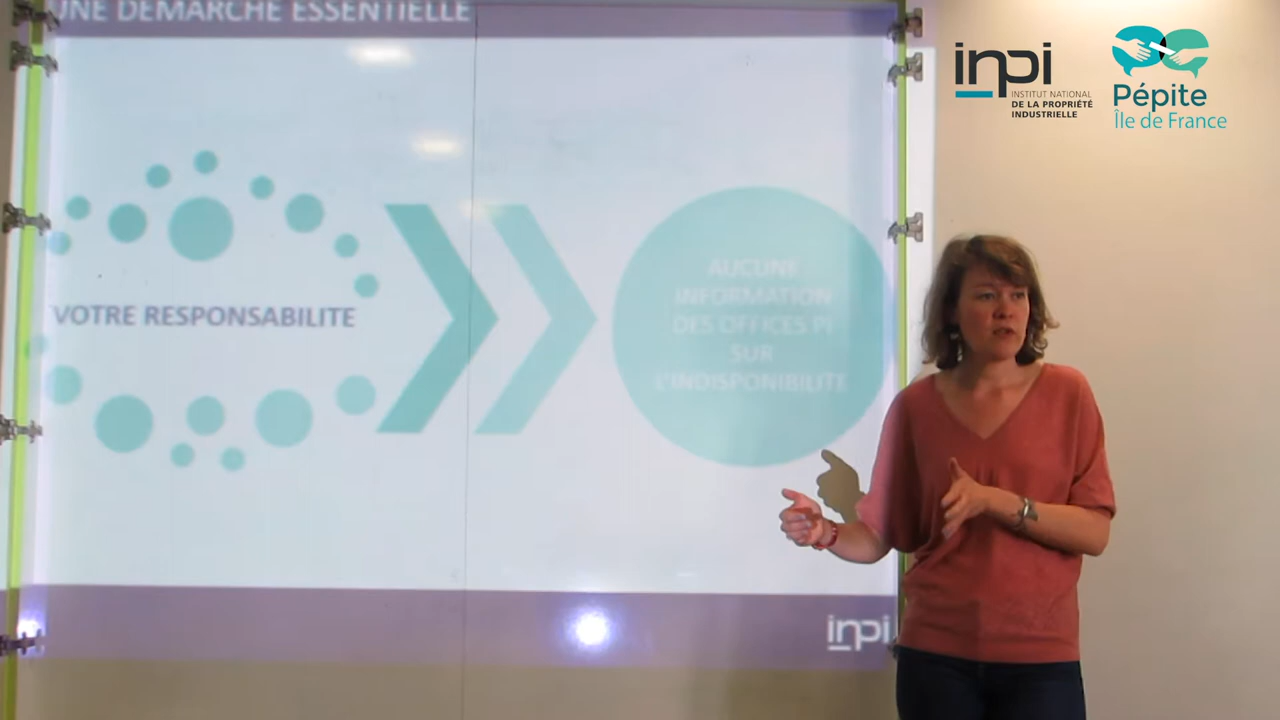 UNE DEMARCHE ESSENTIELLE
inpi
INSTITUT NATIONAL
DE LA PROPRIÉTÉ
INDUSTRIELLE
Pépite
Île de France
VOTRE RESPONSABILITE
AUCUNE
INFORMATION
DES OFFICES PI
SUR
L'INDISPONIBILITE
inpi